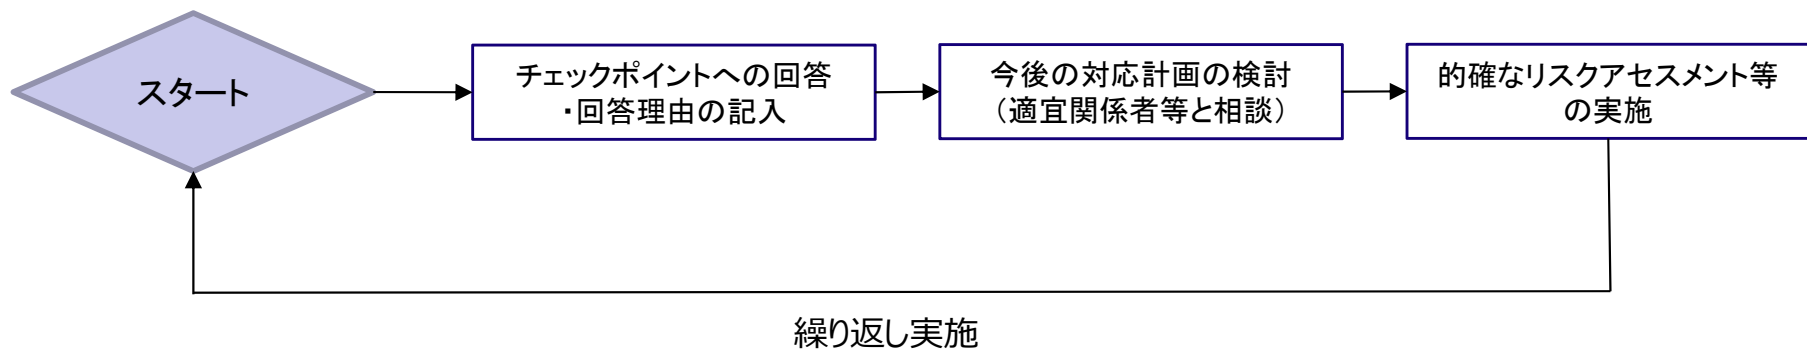 スタート
チェックポイントへの回答
・回答理由の記入
今後の対応計画の検討
（適宜関係者等と相談）
的確なリスクアセスメント等
の実施
繰り返し実施